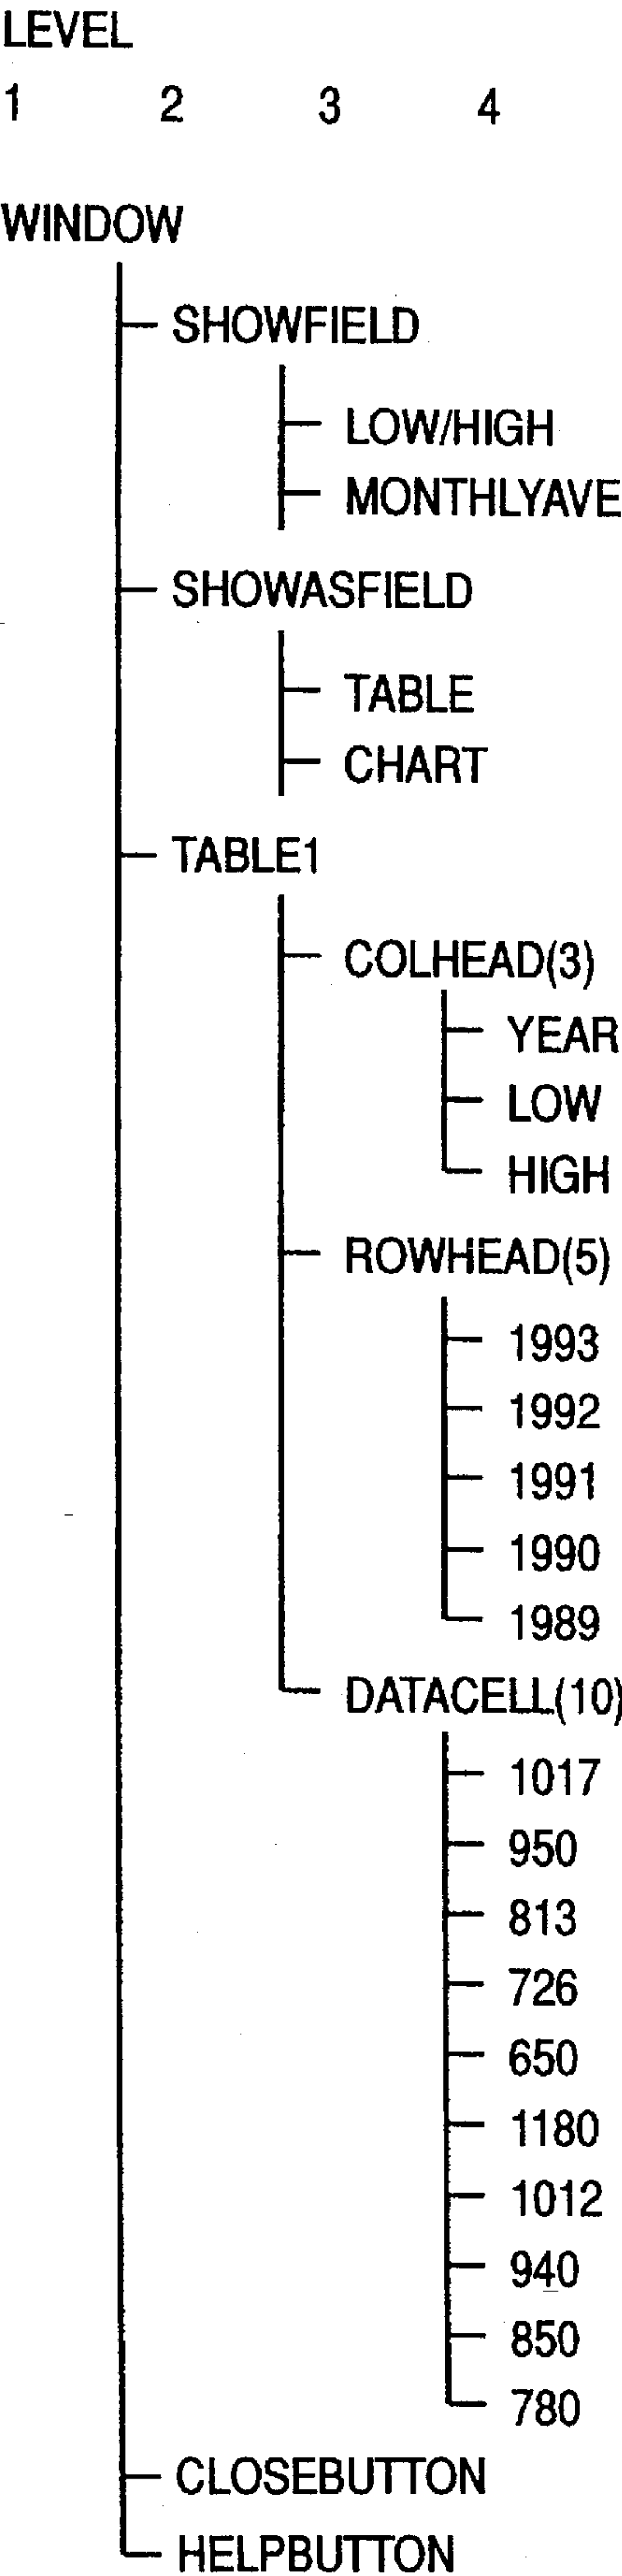 LEVEL
1 2 3 4
WINDOW
SHOWFIELD
LOW/HIGH
MONTHLYAVE
SHOWASFIELD
TABLE
CHART
TABLE1
COLHEAD(3)
YEAR
LOW
HIGH
ROWHEAD(5)
1993
1992
1991
1990
1989
DATACELL(10)
1017
950
813
726
650
1180
1012
940
850
780
CLOSEBUTTON
HELPBUTTON